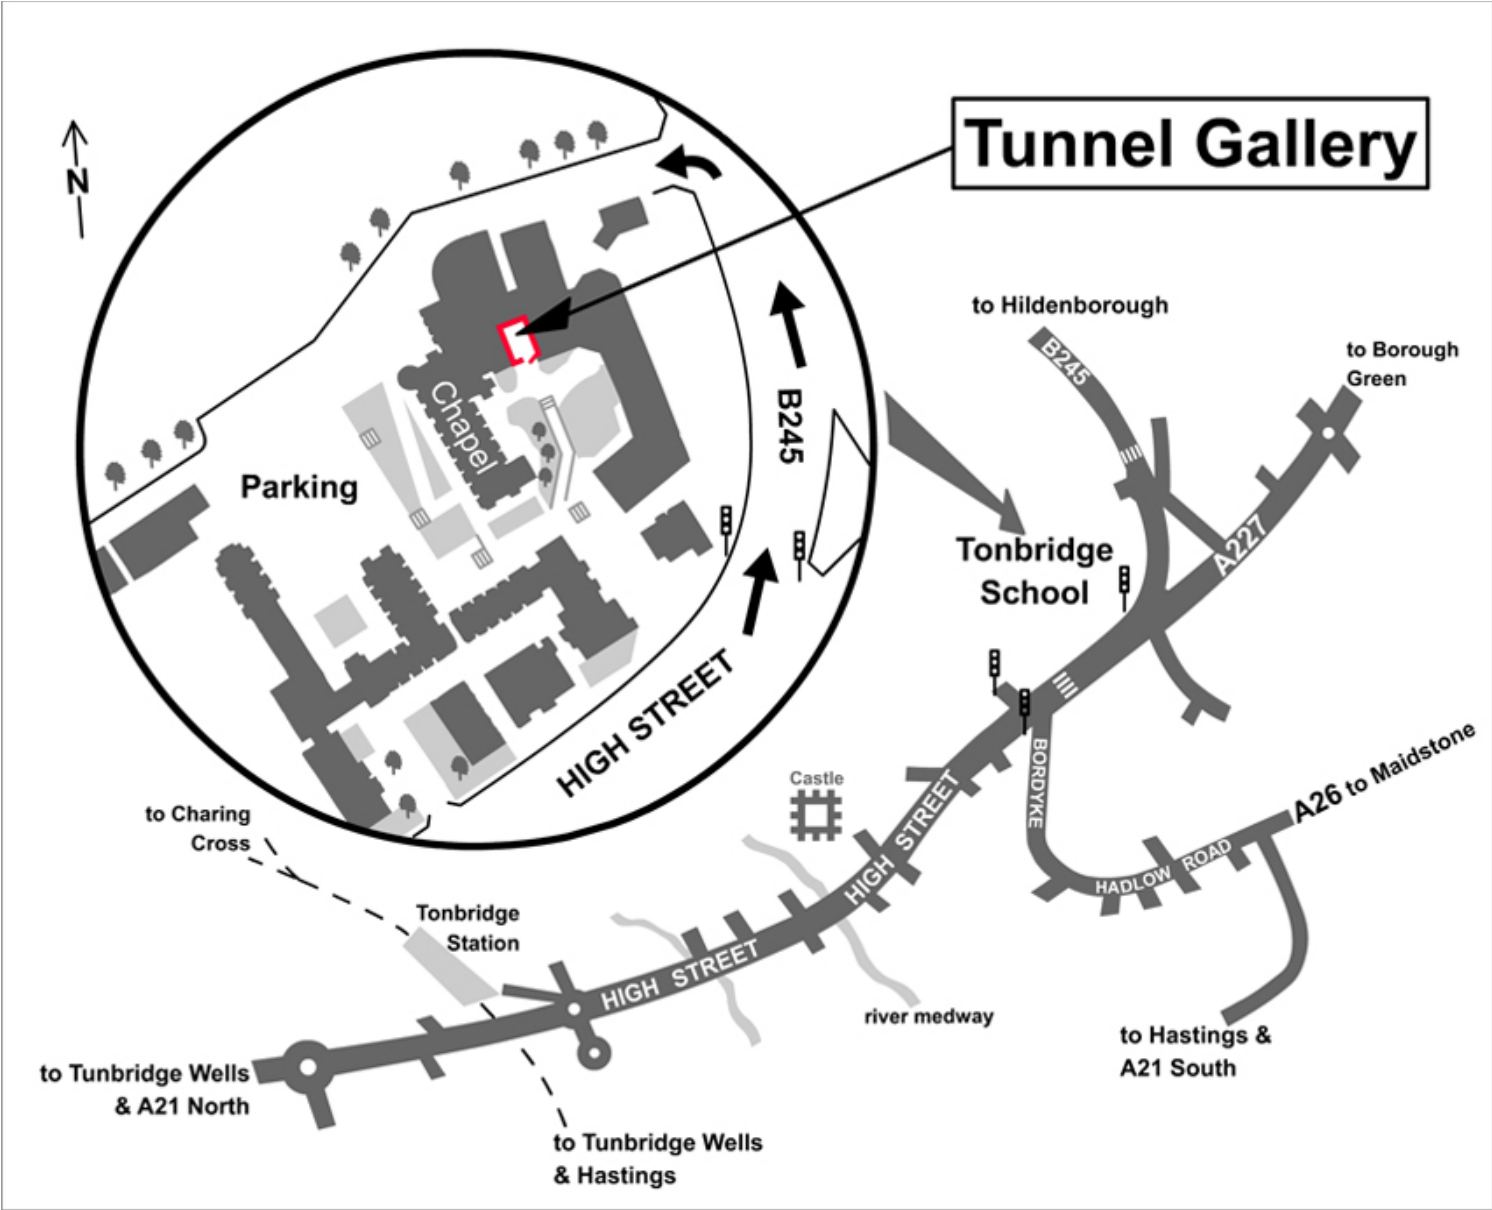 Tunnel Gallery
N
Chapel
Parking
B245
HIGH STREET
to Hildenborough
B245
to Borough
Green
A227
Tonbridge
School
BORDYKE
A26 to Maidstone
HADLOW ROAD
Castle
HIGH STREET
to Charing
Cross
Tonbridge
Station
HIGH STREET
river medway
to Hastings &
A21 South
to Tunbridge Wells
& A21 North
to Tunbridge Wells
& Hastings